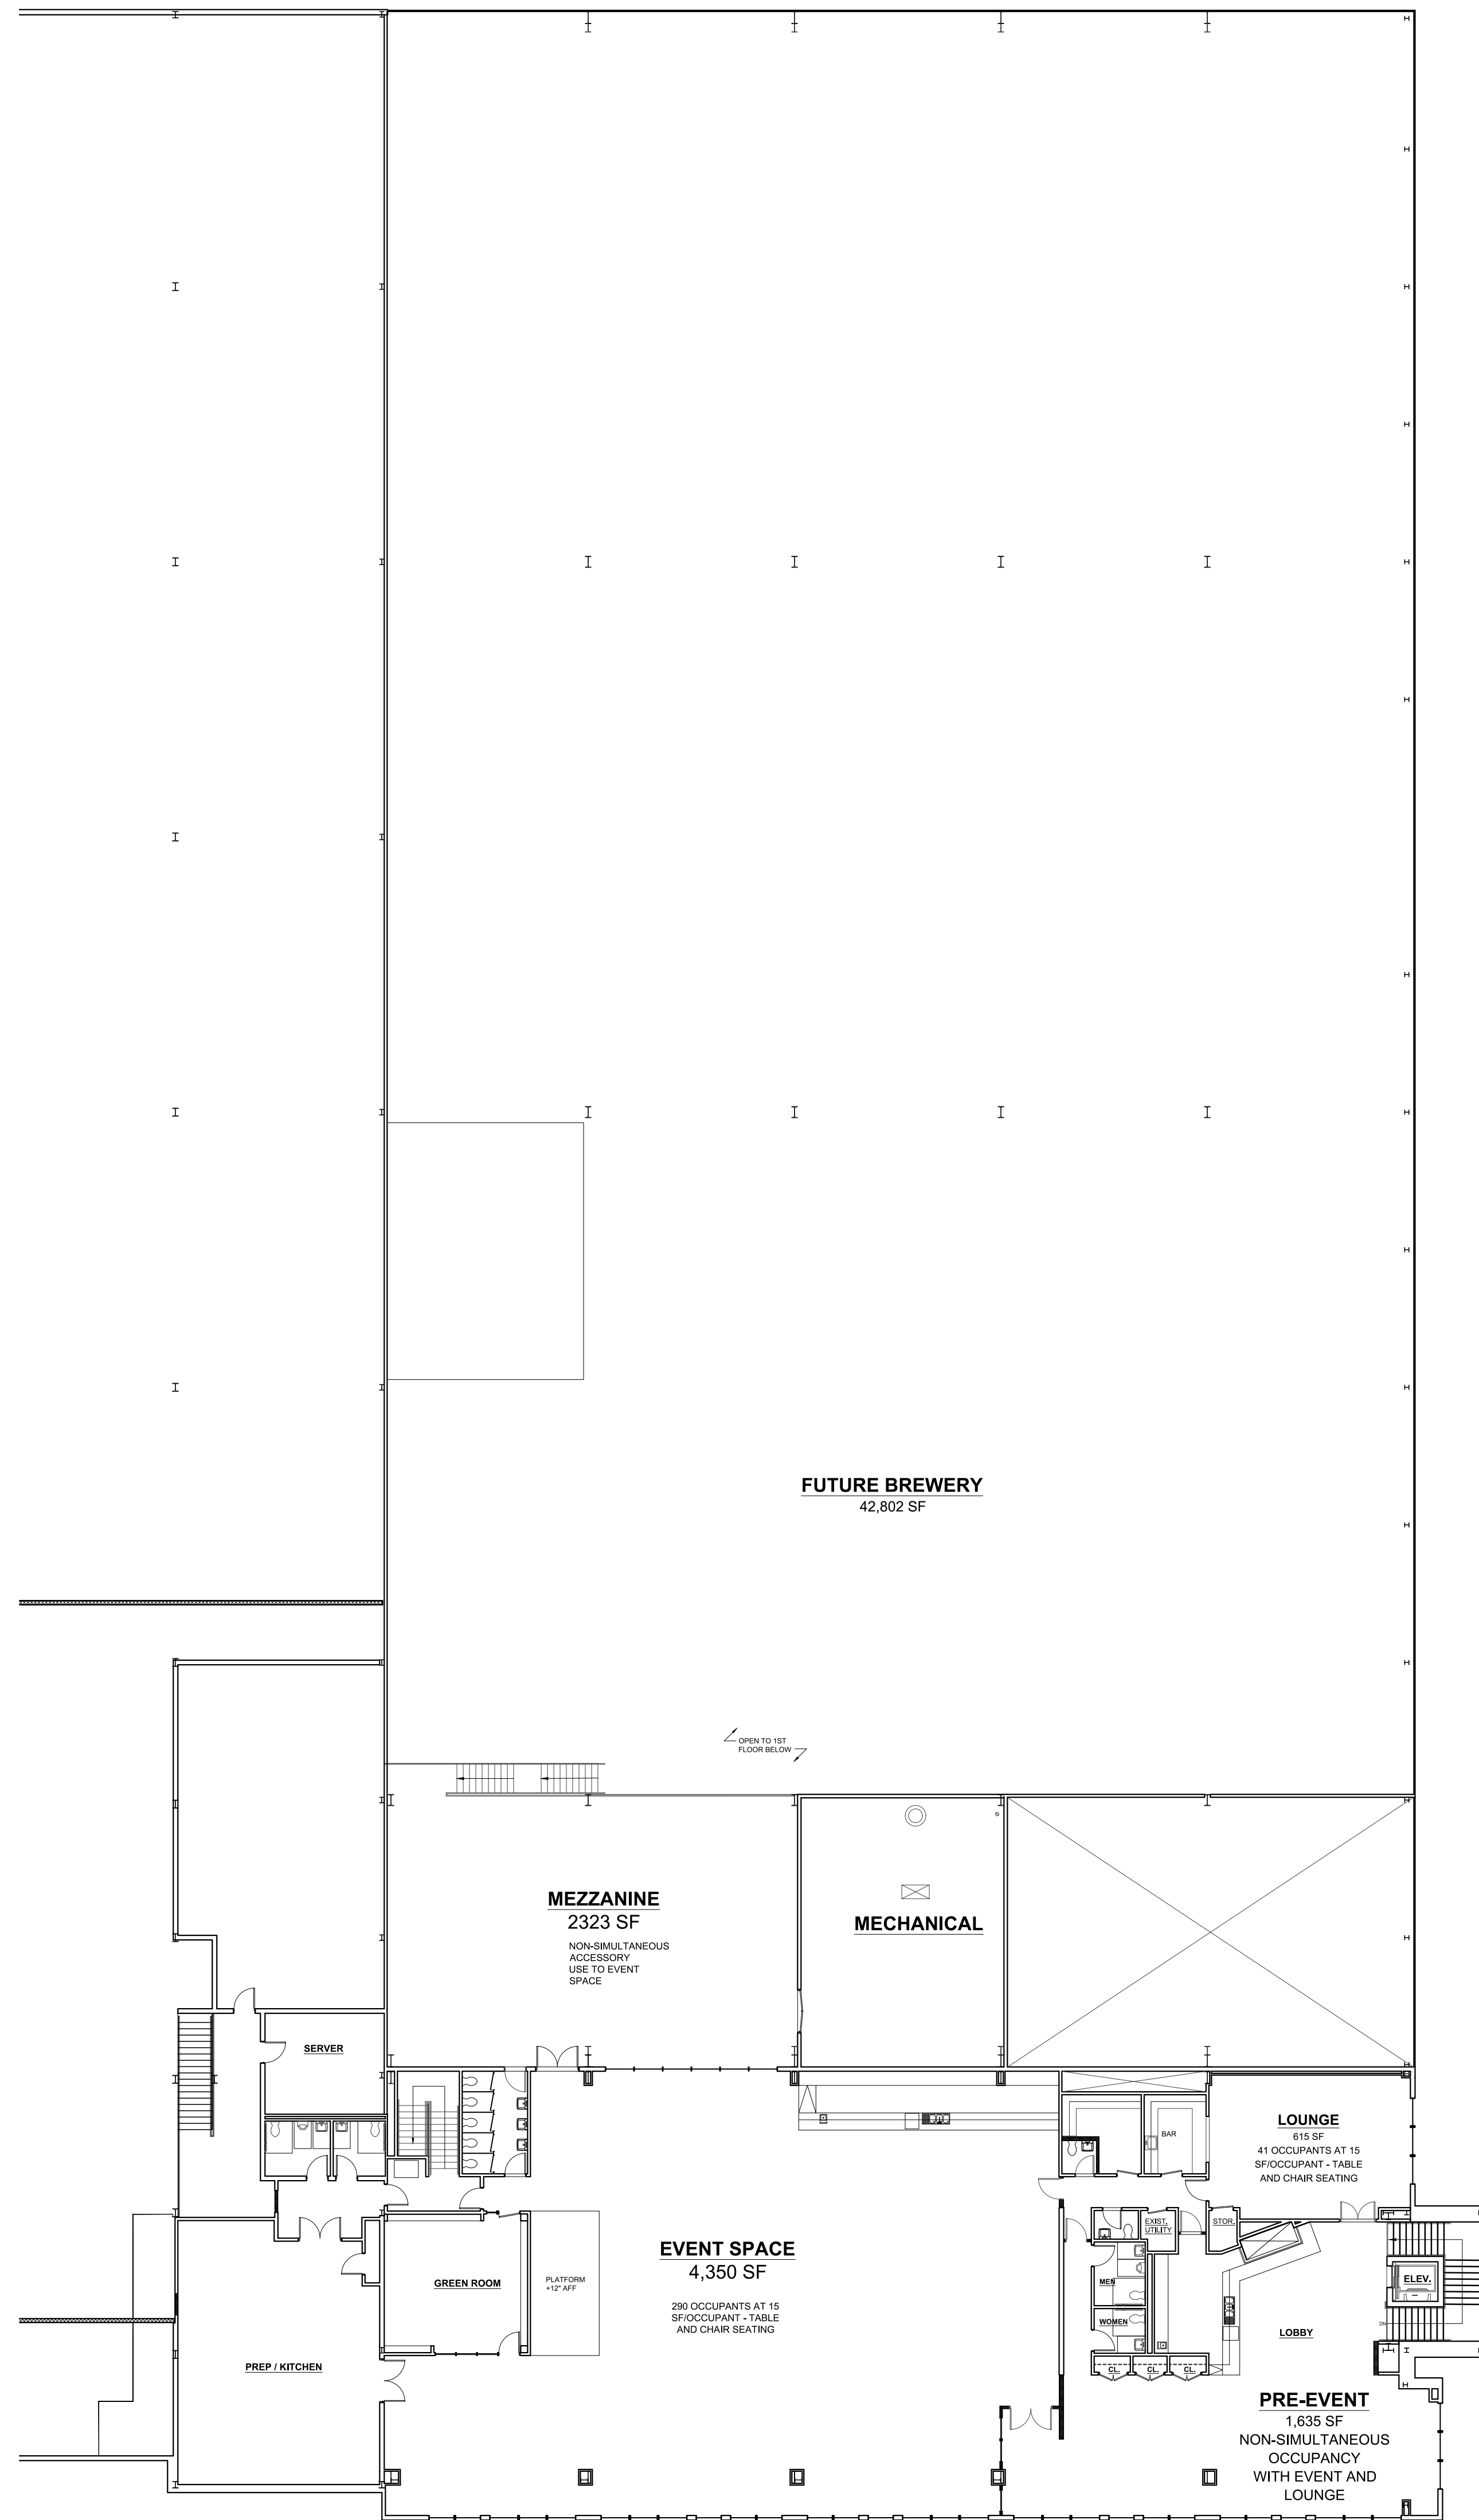 FUTURE BREWERY
42,802 SF
OPEN TO 1ST
FLOOR BELOW
MEZZANINE
2323 SF
NON-SIMULTANEOUS
ACCESSORY
USE TO EVENT
SPACE
MECHANICAL
SERVER
BAR
LOUNGE
615 SF
41 OCCUPANTS AT 15
SF/OCCUPANT - TABLE
AND CHAIR SEATING
EXIST.
UTILITY
STOR.
EVENT SPACE
4,350 SF
290 OCCUPANTS AT 15
SF/OCCUPANT - TABLE
AND CHAIR SEATING
GREEN ROOM
PLATFORM
+12" AFF
MEN
WOMEN
ELEV.
DN
LOBBY
PREP / KITCHEN
CL.
CL.
CL.
PRE-EVENT
1,635 SF
NON-SIMULTANEOUS
OCCUPANCY
WITH EVENT AND
LOUNGE